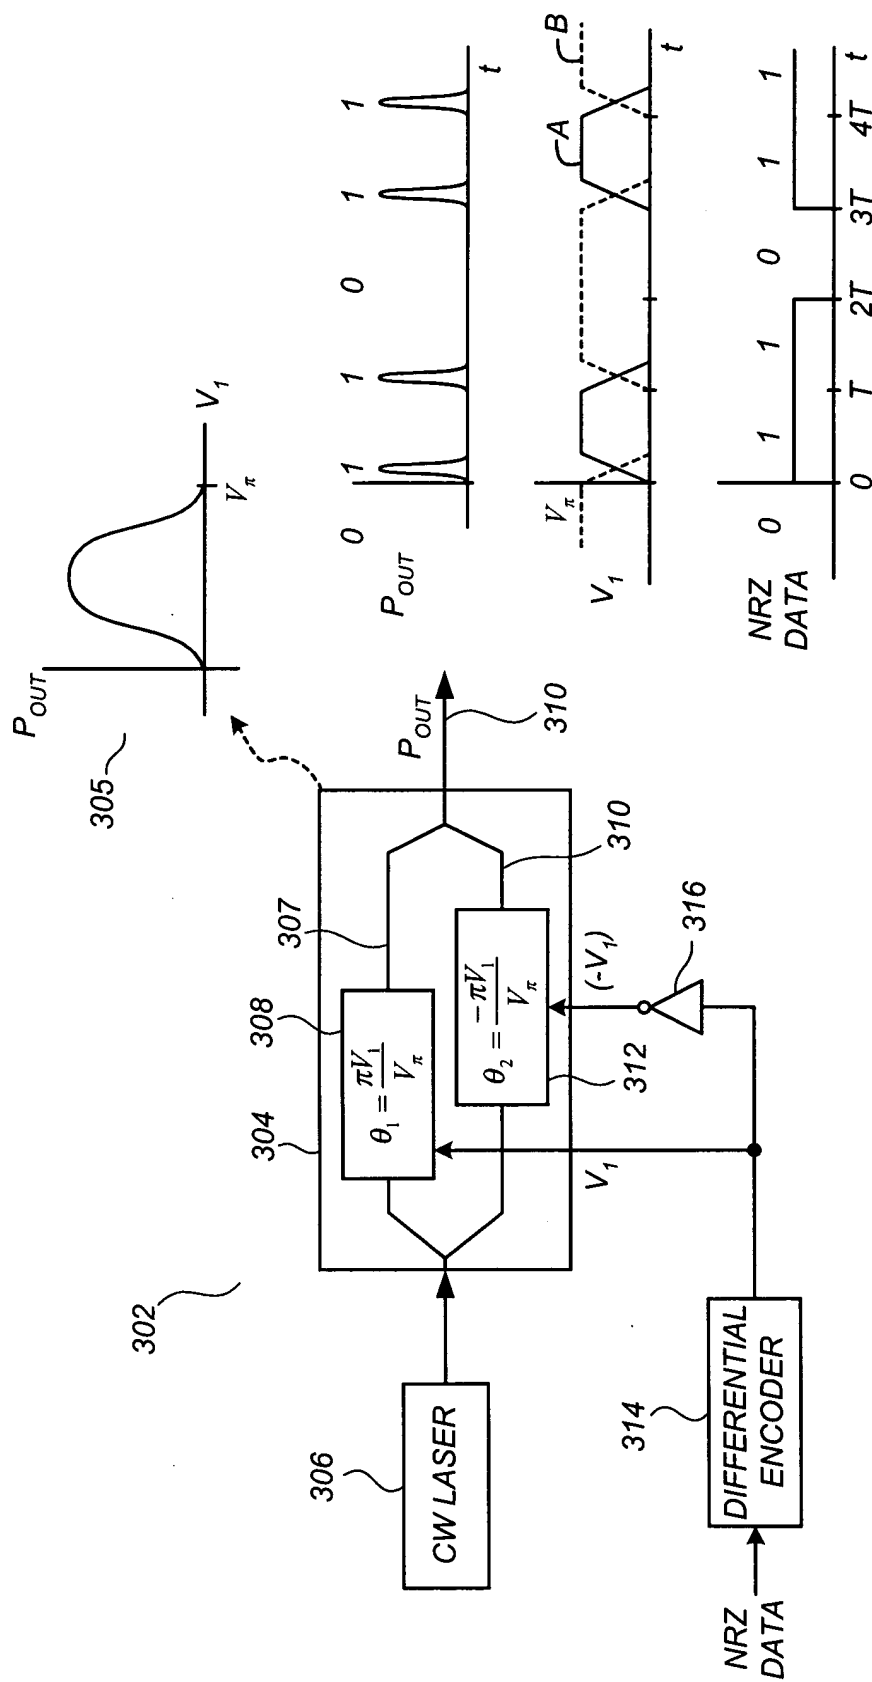 302
304
308
307
306
CW LASER
θ₁ = πV₁/Vπ
θ₂ = −πV₁/Vπ
312
310
P_OUT
310
V₁
(-V₁)
316
314
DIFFERENTIAL
ENCODER
NRZ
DATA
305
P_OUT
V₁
Vπ
P_OUT
0 1 1 0 1 1
t
Vπ
V₁
A
B
t
NRZ
DATA
0 1 1 0 1 1
0 T 2T 3T 4T t